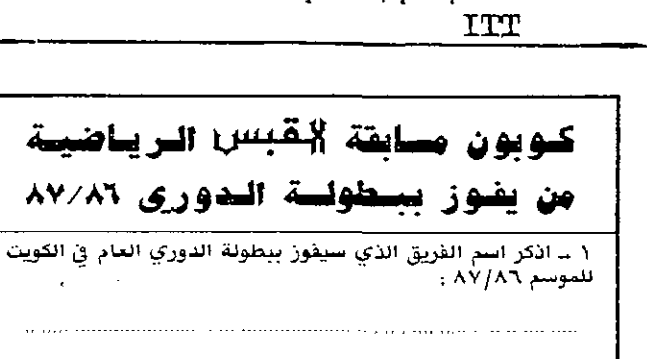 ITT
كوبون مسابقة القبس الرياضية
من يفوز ببطولة الدوري ٨٧/٨٦
١ ـ اذكر اسم الفريق الذي سيفوز ببطولة الدوري العام في الكويت
للموسم ٨٧/٨٦ :